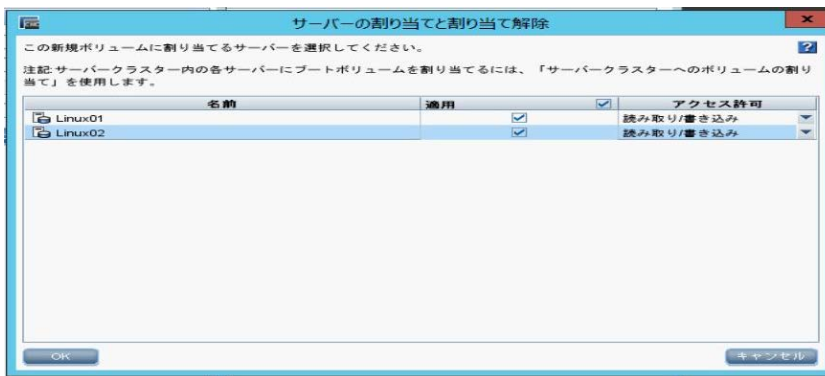 サーバーの割り当てと割り当て解除
この新規ボリュームに割り当てるサーバーを選択してください。
注記:サーバークラスター内の各サーバーにブートボリュームを割り当てるには、「サーバークラスターへのボリュームの割り
当て」を使用します。
名前 適用 アクセス許可
Linux01 読み取り/書き込み
Linux02 読み取り/書き込み
OK キャンセル